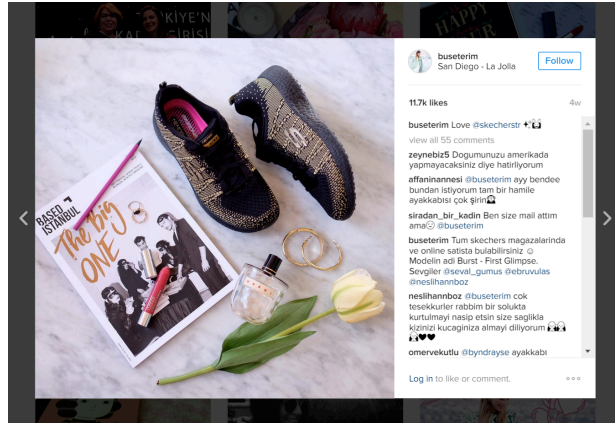 KİYE'N
HAPPY
BASED
ISTANBUL
The Big
ONE
buseterim
San Diego - La Jolla
Follow
11.7k likes
4w
buseterim Love @skecherstr
view all 55 comments
zeynebiz5 Dogumunuzu amerikada
yapmayacaksiniz diye hatirliyorum
affaninannesi @buseterim ayy bendee
bundan istiyorum tam bir hamile
ayakkabısı çok şirin
siradan_bir_kadin Ben size mail attım
ama☹ @buseterim
buseterim Tum skechers magazalarinda
ve online satista bulabilirsiniz ☺
Modelin adi Burst - First Glimpse.
Sevgiler @seval_gumus @ebruvulas
@neslihannboz
neslihannboz @buseterim cok
tesekkurler rabbim bir solukta
kurtulmayi nasip etsin size saglikla
kizinizi kucaginiza almayi diliyorum
♥♥
omervekutlu @byndrayse ayakkabı
Log in to like or comment.